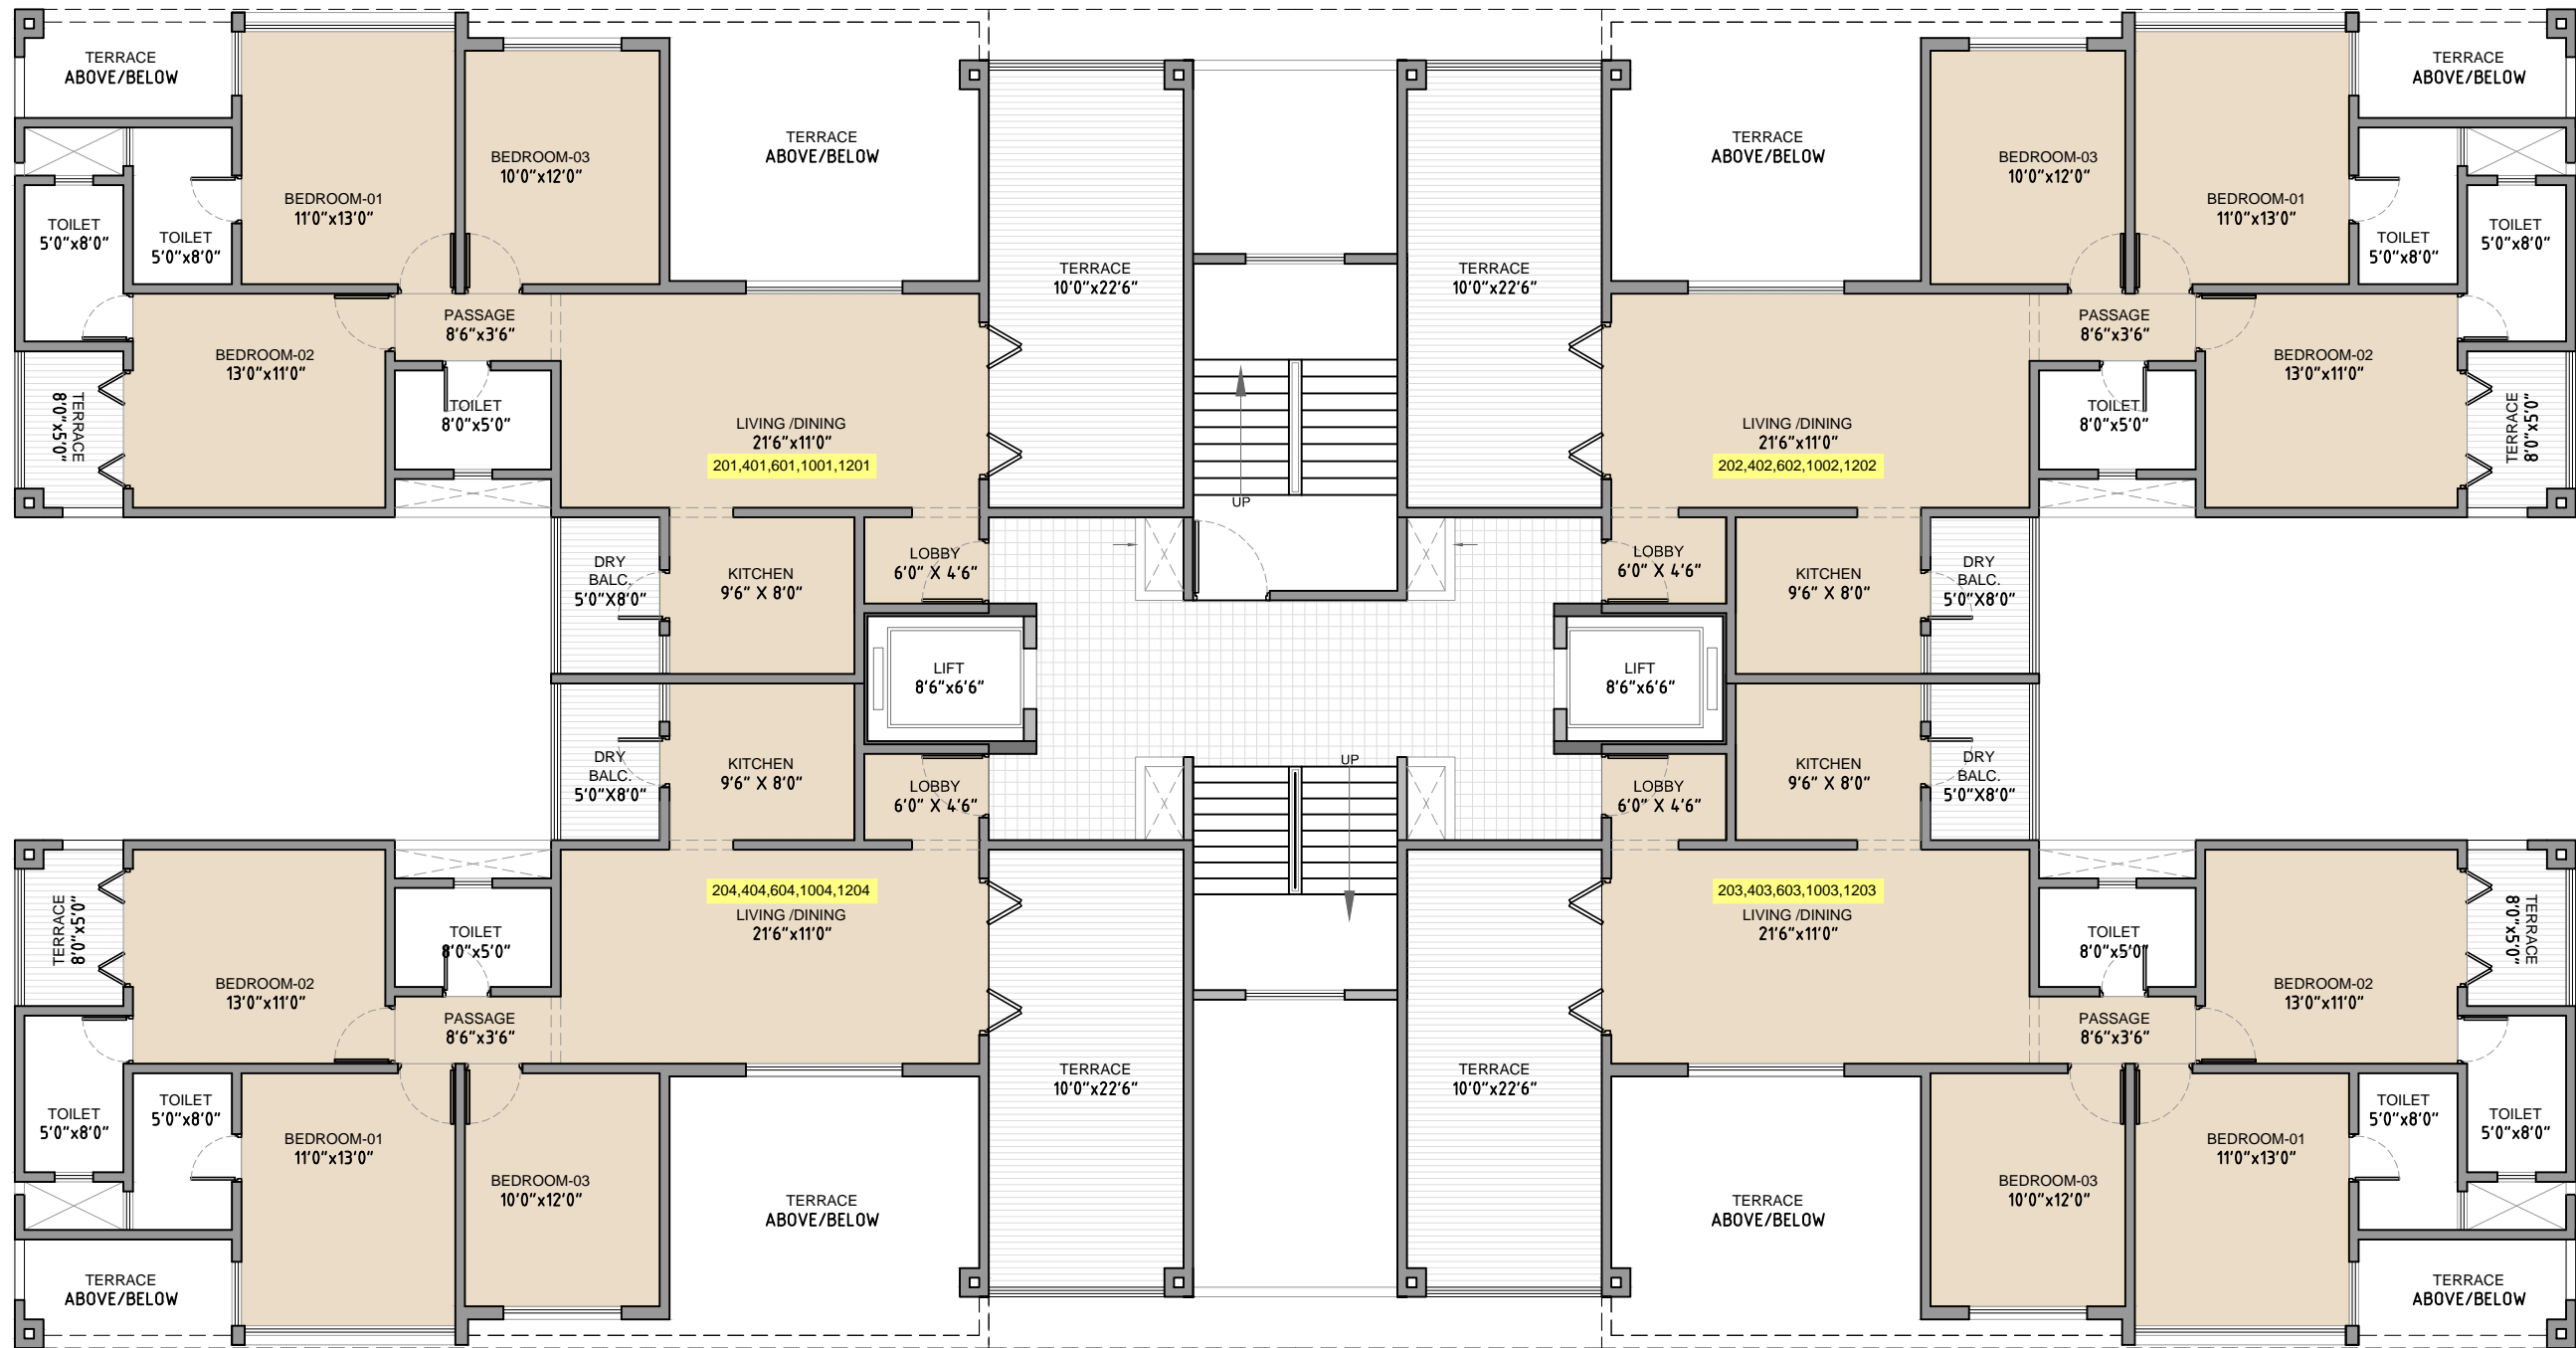 TERRACE
ABOVE/BELOW
TERRACE
ABOVE/BELOW
BEDROOM-03
10'0"x12'0"
BEDROOM-01
11'0"x13'0"
TOILET
5'0"x8'0"
TOILET
5'0"x8'0"
TERRACE
10'0"x22'6"
PASSAGE
8'6"x3'6"
BEDROOM-02
13'0"x11'0"
TERRACE
8'0"x5'0"
TOILET
8'0"x5'0"
LIVING /DINING
21'6"x11'0"
201,401,601,1001,1201
DRY
BALC.
5'0"X8'0"
KITCHEN
9'6" X 8'0"
LOBBY
6'0" X 4'6"
LIFT
8'6"x6'6"
UP
TERRACE
ABOVE/BELOW
TERRACE
ABOVE/BELOW
BEDROOM-03
10'0"x12'0"
BEDROOM-01
11'0"x13'0"
TOILET
5'0"x8'0"
TOILET
5'0"x8'0"
TERRACE
10'0"x22'6"
PASSAGE
8'6"x3'6"
BEDROOM-02
13'0"x11'0"
TERRACE
8'0"x5'0"
TOILET
8'0"x5'0"
LIVING /DINING
21'6"x11'0"
202,402,602,1002,1202
LOBBY
6'0" X 4'6"
KITCHEN
9'6" X 8'0"
DRY
BALC.
5'0"X8'0"
LIFT
8'6"x6'6"
DRY
BALC.
5'0"X8'0"
KITCHEN
9'6" X 8'0"
LOBBY
6'0" X 4'6"
204,404,604,1004,1204
LIVING /DINING
21'6"x11'0"
TERRACE
8'0"x5'0"
TOILET
8'0"x5'0"
BEDROOM-02
13'0"x11'0"
PASSAGE
8'6"x3'6"
TERRACE
10'0"x22'6"
TOILET
5'0"x8'0"
TOILET
5'0"x8'0"
BEDROOM-01
11'0"x13'0"
BEDROOM-03
10'0"x12'0"
TERRACE
ABOVE/BELOW
TERRACE
ABOVE/BELOW
UP
LOBBY
6'0" X 4'6"
KITCHEN
9'6" X 8'0"
DRY
BALC.
5'0"X8'0"
203,403,603,1003,1203
LIVING /DINING
21'6"x11'0"
TOILET
8'0"x5'0"
TERRACE
8'0"x5'0"
BEDROOM-02
13'0"x11'0"
PASSAGE
8'6"x3'6"
TERRACE
10'0"x22'6"
TOILET
5'0"x8'0"
TOILET
5'0"x8'0"
BEDROOM-01
11'0"x13'0"
BEDROOM-03
10'0"x12'0"
TERRACE
ABOVE/BELOW
TERRACE
ABOVE/BELOW